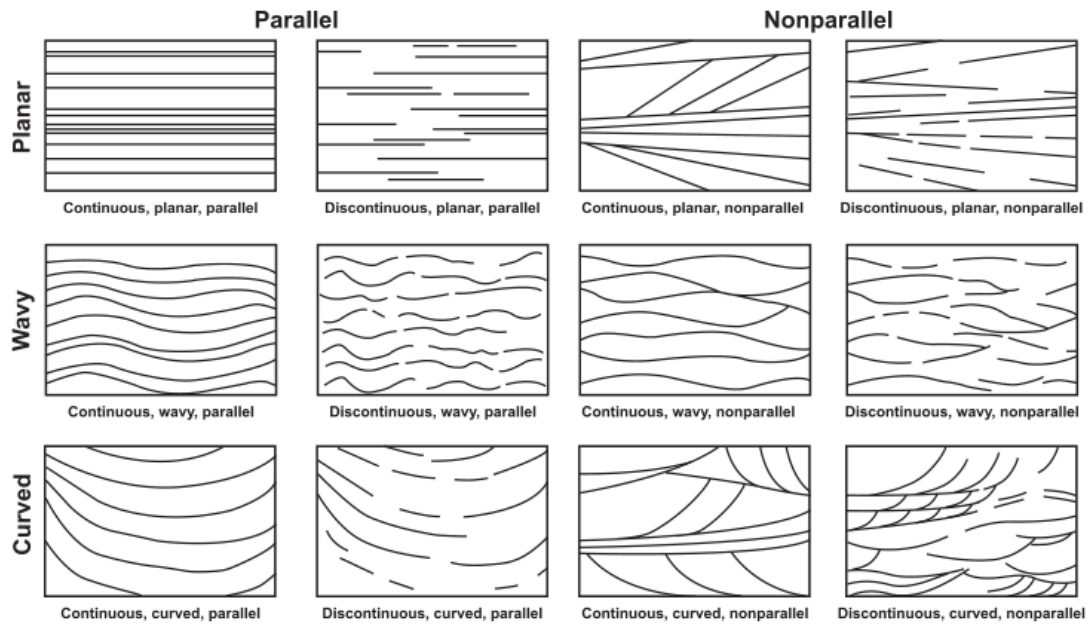 Parallel
Nonparallel
Planar
Continuous, planar, parallel
Discontinuous, planar, parallel
Continuous, planar, nonparallel
Discontinuous, planar, nonparallel
Wavy
Continuous, wavy, parallel
Discontinuous, wavy, parallel
Continuous, wavy, nonparallel
Discontinuous, wavy, nonparallel
Curved
Continuous, curved, parallel
Discontinuous, curved, parallel
Continuous, curved, nonparallel
Discontinuous, curved, nonparallel